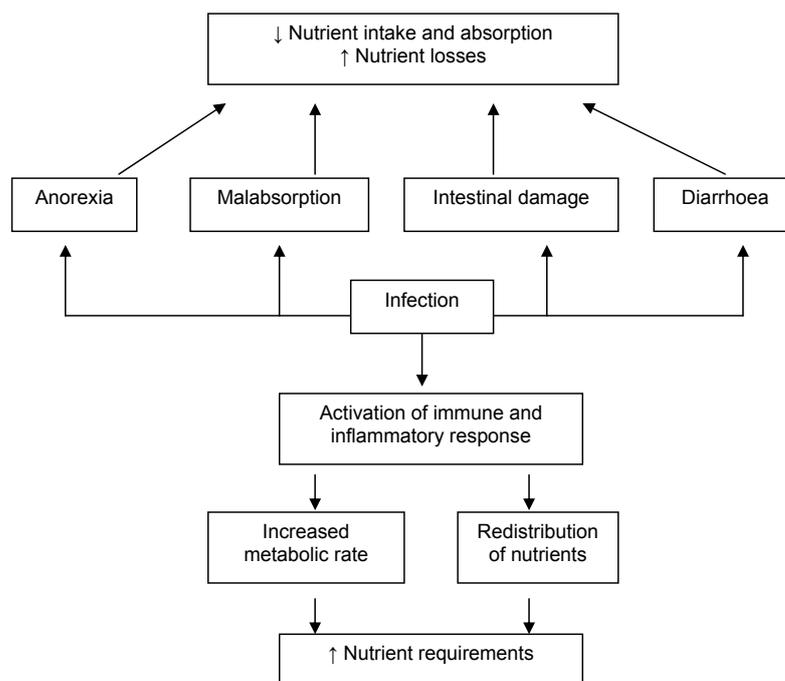 ↓ Nutrient intake and absorption
↑ Nutrient losses
Anorexia
Malabsorption
Intestinal damage
Diarrhoea
Infection
Activation of immune and
inflammatory response
Increased
metabolic rate
Redistribution
of nutrients
↑ Nutrient requirements